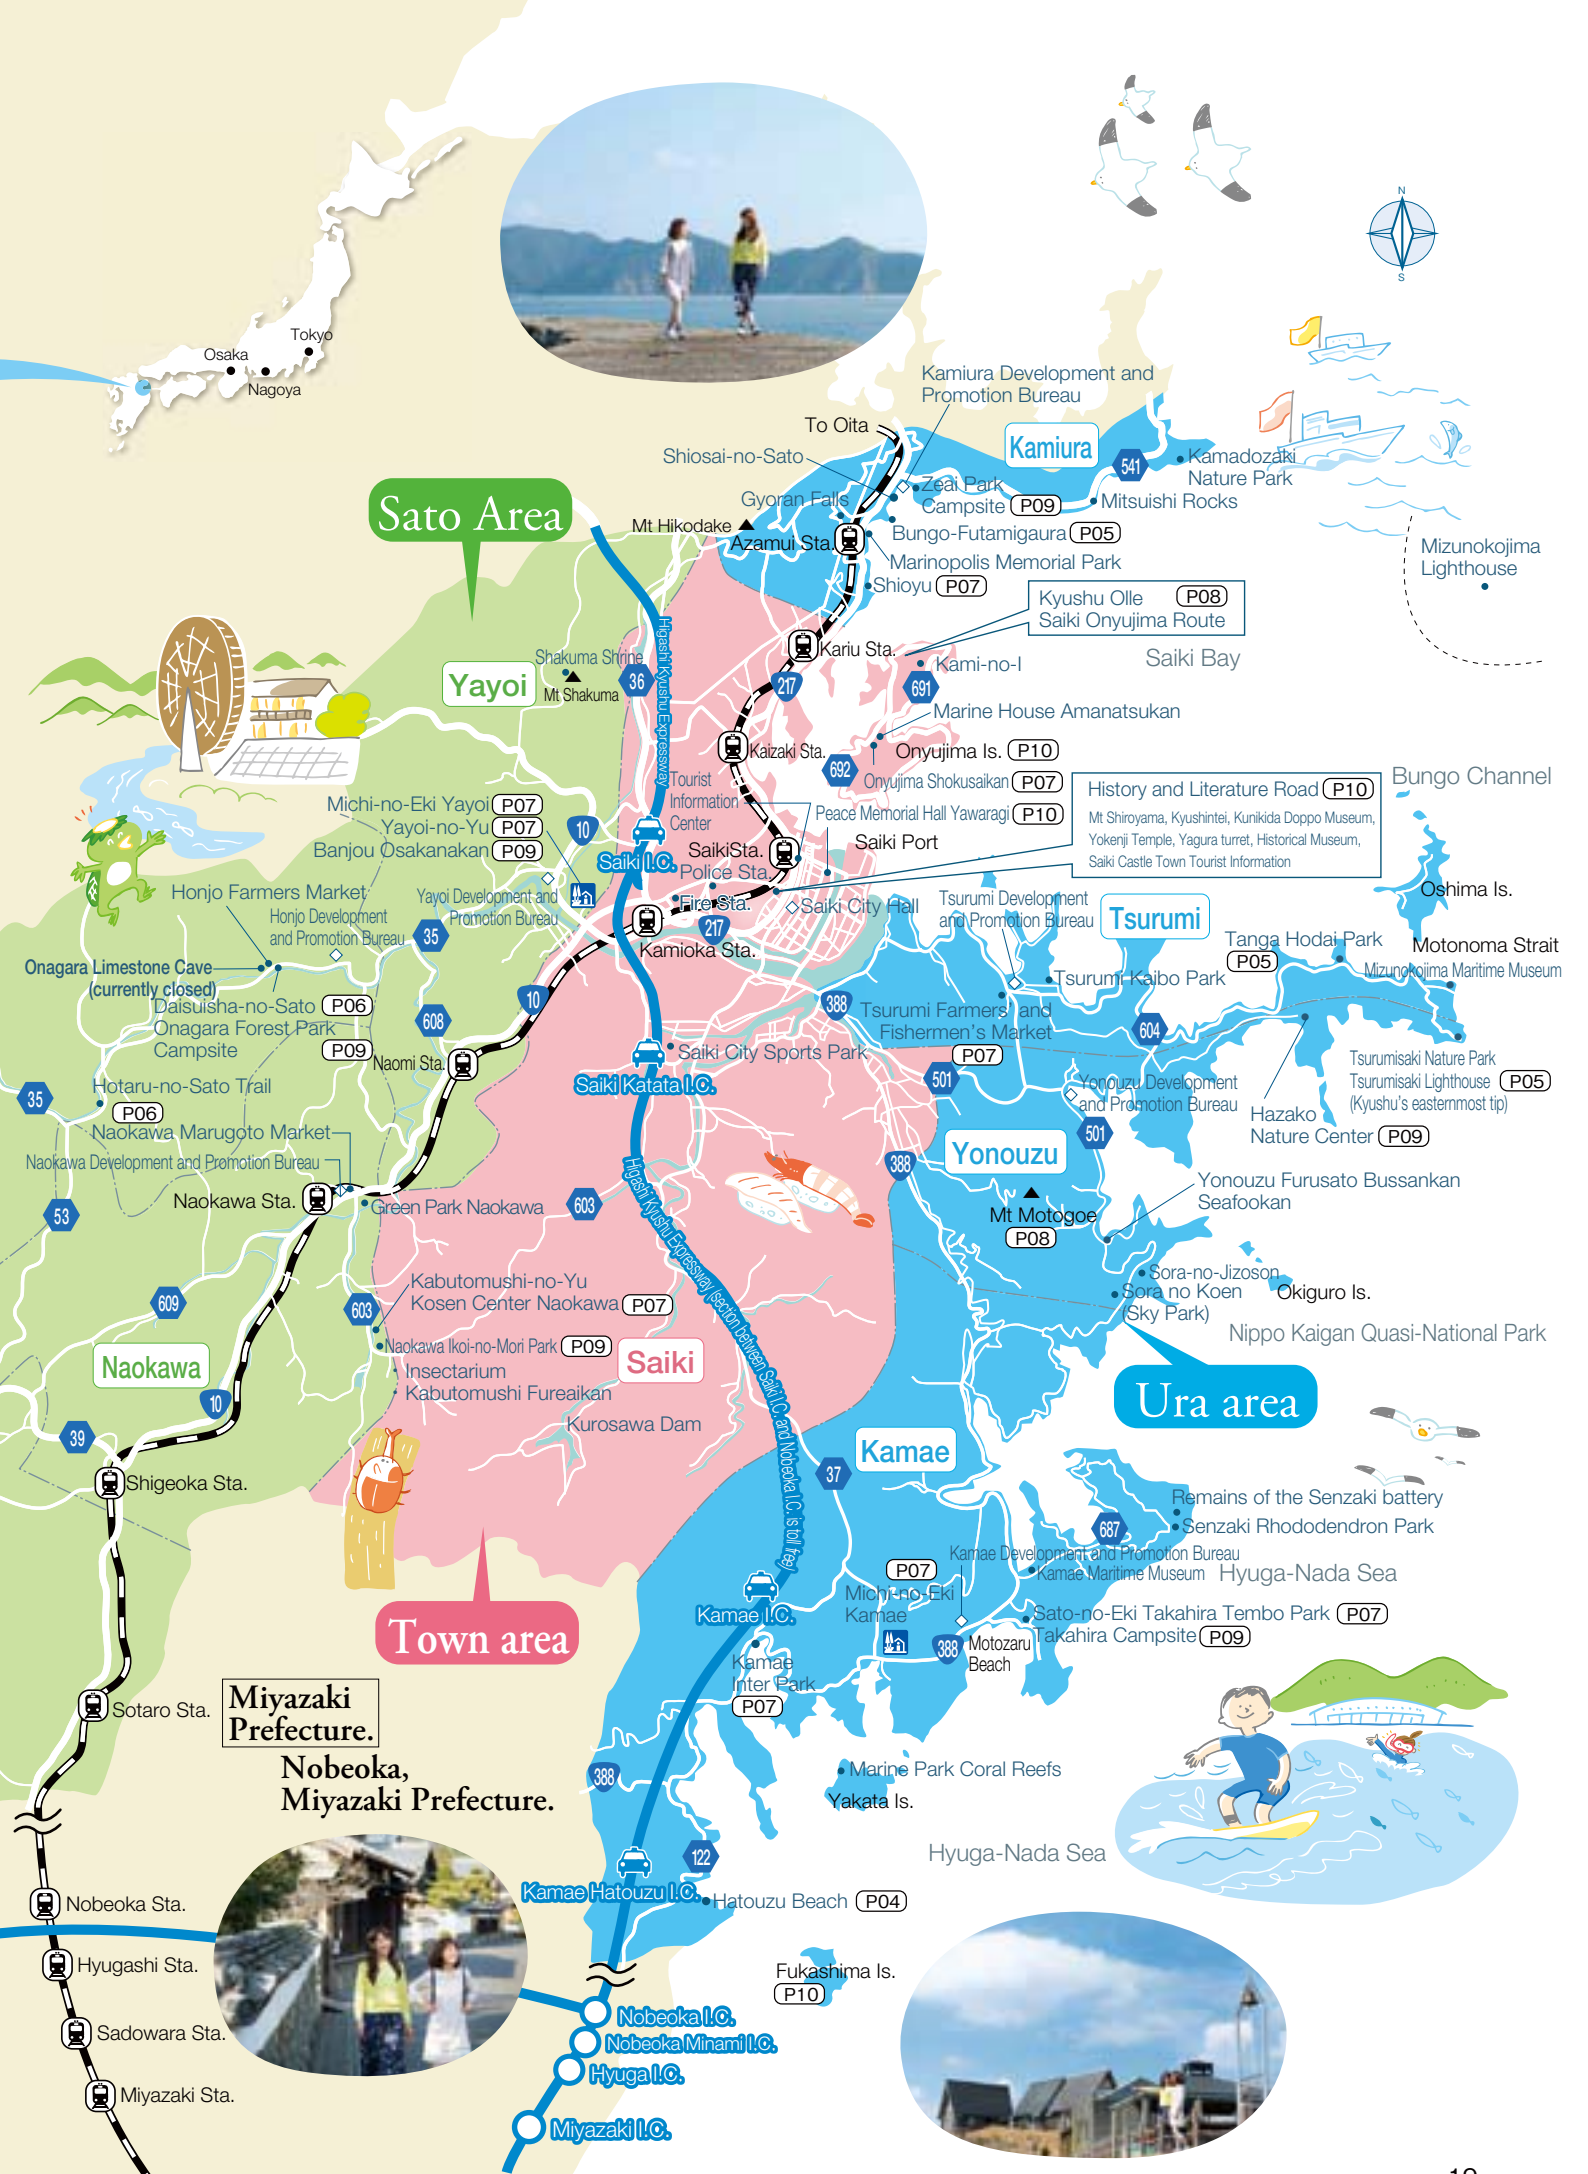 N
S
Tokyo
Osaka
Nagoya
Kamiura Development and
Promotion Bureau
To Oita
Kamiura
Shiosai-no-Sato
541
Kamadozaki
Nature Park
Zeai Park
Campsite P09
Mitsuishi Rocks
Gyoran Falls
Sato Area
Mt Hikodake
Azamui Sta.
Bungo-Futamigaura P05
Marinopolis Memorial Park
Mizunokojima
Lighthouse
Shioyu P07
Kyushu Olle P08
Saiki Onyujima Route
Higashi Kyushu Expressway
Kariu Sta.
Saiki Bay
Shakuma Shrine
Kami-no-I
Yayoi
36
Mt Shakuma
217
691
Marine House Amanatsukan
Kaizaki Sta.
Onyujima Is. P10
692
Onyujima Shokusaikan P07
Bungo Channel
Tourist
Information
Center
History and Literature Road P10
Mt Shiroyama, Kyushintei, Kunikida Doppo Museum,
Yokenji Temple, Yagura turret, Historical Museum,
Saiki Castle Town Tourist Information
Michi-no-Eki Yayoi P07
Yayoi-no-Yu P07
Banjou Osakanakan P09
10
Peace Memorial Hall Yawaragi P10
Saiki Port
Saiki I.C.
SaikiSta.
Police Sta.
Honjo Farmers Market
Yayoi Development and
Promotion Bureau
Fire Sta.
Saiki City Hall
Tsurumi Development
and Promotion Bureau
Oshima Is.
Honjo Development
and Promotion Bureau
35
217
Tsurumi
Kamioka Sta.
Tanga Hodai Park
P05
Motonoma Strait
Mizunokojima Maritime Museum
Onagara Limestone Cave
(currently closed)
Tsurumi Kaibo Park
Daisuisha-no-Sato P06
Onagara Forest Park
Campsite P09
10
608
388
Tsurumi Farmers' and
Fishermen's Market
P07
604
Naomi Sta.
Saiki City Sports Park
Tsurumisaki Nature Park
Tsurumisaki Lighthouse P05
(Kyushu's easternmost tip)
Saiki Katata I.C.
501
Yonouzu Development
and Promotion Bureau
35
Hotaru-no-Sato Trail
P06
Hazako
Nature Center P09
501
Naokawa Marugoto Market
Yonouzu
Naokawa Development and Promotion Bureau
388
Yonouzu Furusato Bussankan
Seafookan
Naokawa Sta.
Green Park Naokawa
603
53
Mt Motogoe
P08
Sora-no-Jizoson
Sora no Koen
(Sky Park)
Okiguro Is.
Kabutomushi-no-Yu
Kosen Center Naokawa P07
609
603
Nippo Kaigan Quasi-National Park
Naokawa Ikoi-no-Mori Park P09
Saiki
Naokawa
Insectarium
Kabutomushi Fureaikan
Ura area
10
Higashi Kyushu Expressway (section between Saiki I.C. and Nobeoka I.C. is toll free)
Kurosawa Dam
39
Kamae
37
Shigeoka Sta.
Remains of the Senzaki battery
687
Senzaki Rhododendron Park
Kamae Development and Promotion Bureau
P07
Kamae Maritime Museum
Hyuga-Nada Sea
Michi-no-Eki
Kamae
Kamae I.C.
Sato-no-Eki Takahira Tembo Park P07
Takahira Campsite P09
Town area
388
Motozaru
Beach
Kamae
Inter Park
P07
Miyazaki
Prefecture.
Sotaro Sta.
Nobeoka,
Miyazaki Prefecture.
388
Marine Park Coral Reefs
Yakata Is.
Hyuga-Nada Sea
122
Kamae Hatouzu I.C.
Hatouzu Beach P04
Nobeoka Sta.
Hyugashi Sta.
Fukashima Is.
P10
Nobeoka I.C.
Sadowara Sta.
Nobeoka Minami I.C.
Hyuga I.C.
Miyazaki Sta.
Miyazaki I.C.